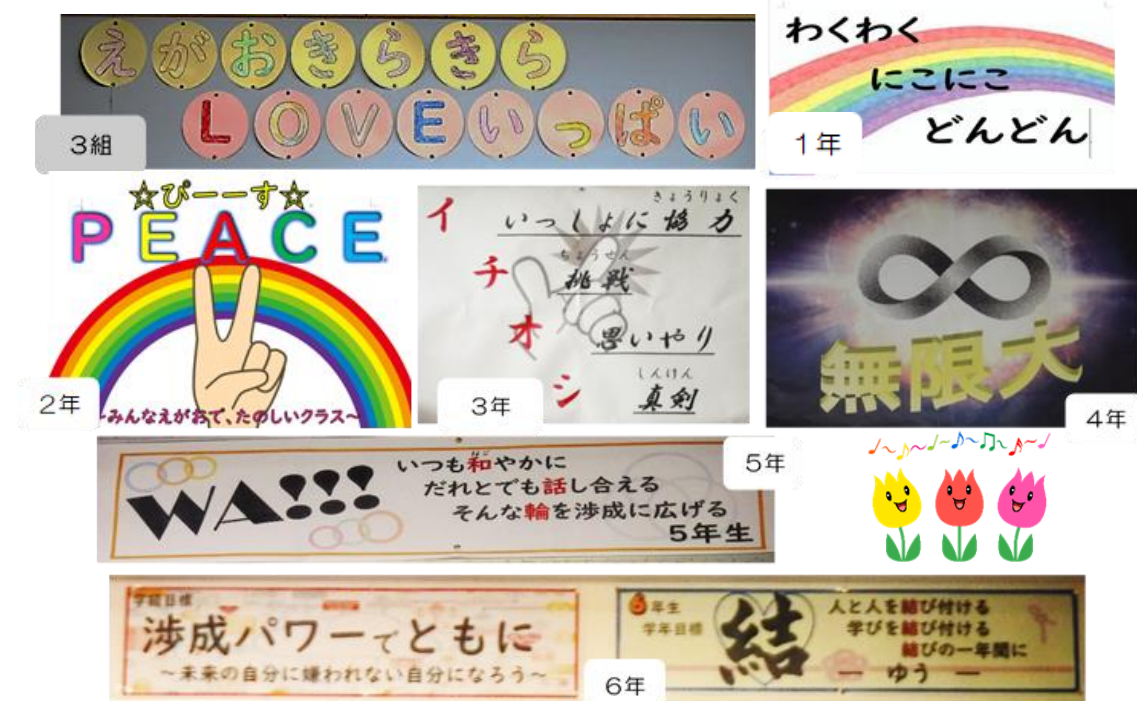 えがおきらきら
LOVEいっぱい
3組
わくわく
にこにこ
どんどん
1年
☆ぴーーす☆
PEACE
~みんなえがおで、たのしいクラス~
2年
イ いっしょに協力
きょうりょく
チ 挑戦
ちょうせん
オ 思いやり
シ 真剣
しんけん
3年
∞
無限大
4年
WA!!!
いつも和やかに
なご
だれとでも話し合える
そんな輪を渉成に広げる
5年生
5年
学級目標
渉成パワーでともに
~未来の自分に嫌われない自分になろう~
6年生
学年目標
結
人と人を結び付ける
学びを結び付ける
結びの一年間に
― ゆう ―
6年